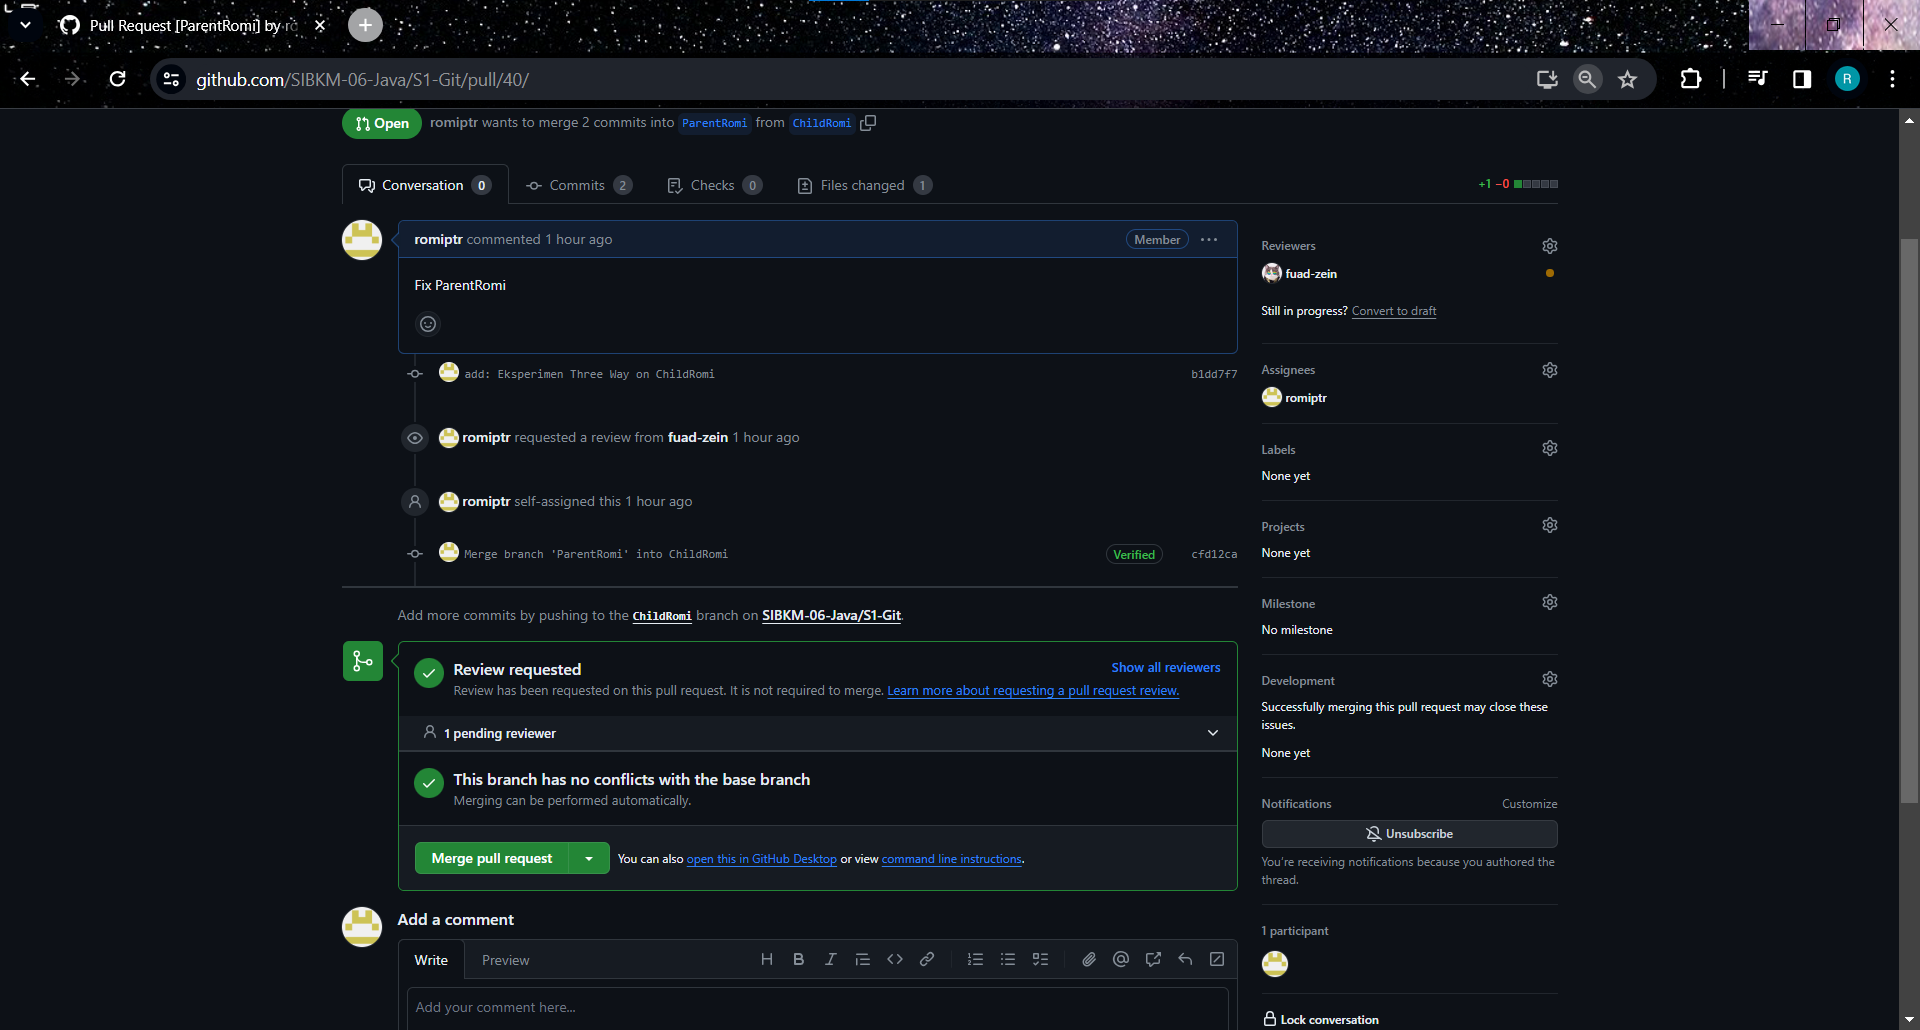 Pull Request [ParentRomi] by ro
github.com/SIBKM-06-Java/S1-Git/pull/40/
R
Open
romiptr wants to merge 2 commits into ParentRomi from ChildRomi
Conversation 0
Commits 2
Checks 0
Files changed 1
+1 −0
romiptr commented 1 hour ago
Member
Fix ParentRomi
add: Eksperimen Three Way on ChildRomi
b1dd7f7
romiptr requested a review from fuad-zein 1 hour ago
romiptr self-assigned this 1 hour ago
Merge branch 'ParentRomi' into ChildRomi
Verified
cfd12ca
Add more commits by pushing to the ChildRomi branch on SIBKM-06-Java/S1-Git.
Review requested
Show all reviewers
Review has been requested on this pull request. It is not required to merge. Learn more about requesting a pull request review.
1 pending reviewer
This branch has no conflicts with the base branch
Merging can be performed automatically.
Merge pull request
You can also open this in GitHub Desktop or view command line instructions.
Add a comment
Write
Preview
Add your comment here...
Reviewers
fuad-zein
Still in progress? Convert to draft
Assignees
romiptr
Labels
None yet
Projects
None yet
Milestone
No milestone
Development
Successfully merging this pull request may close these
issues.
None yet
Notifications
Customize
Unsubscribe
You're receiving notifications because you authored the
thread.
1 participant
Lock conversation